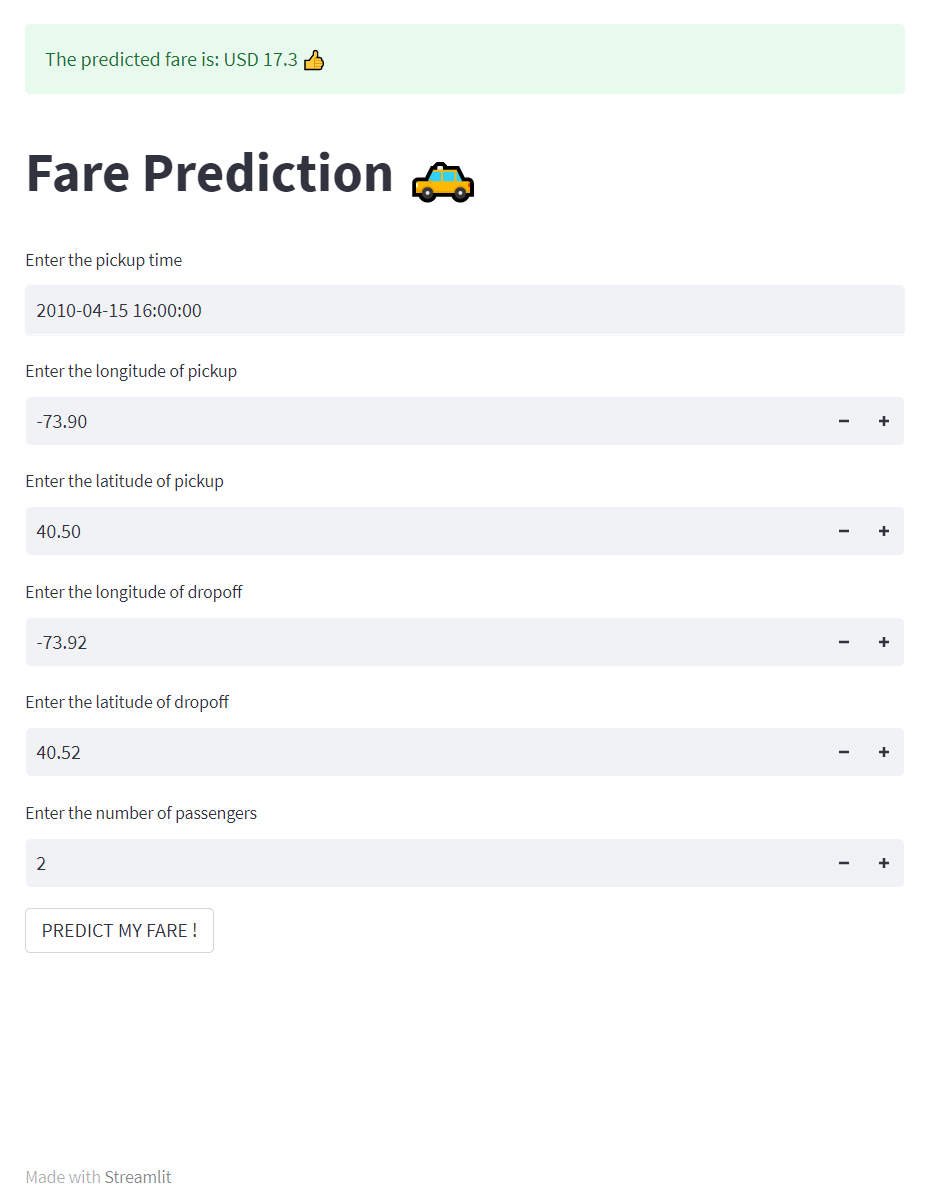 The predicted fare is: USD 17.3 👍
Fare Prediction 🚕
Enter the pickup time
2010-04-15 16:00:00
Enter the longitude of pickup
-73.90
Enter the latitude of pickup
40.50
Enter the longitude of dropoff
-73.92
Enter the latitude of dropoff
40.52
Enter the number of passengers
2
PREDICT MY FARE !
Made with Streamlit